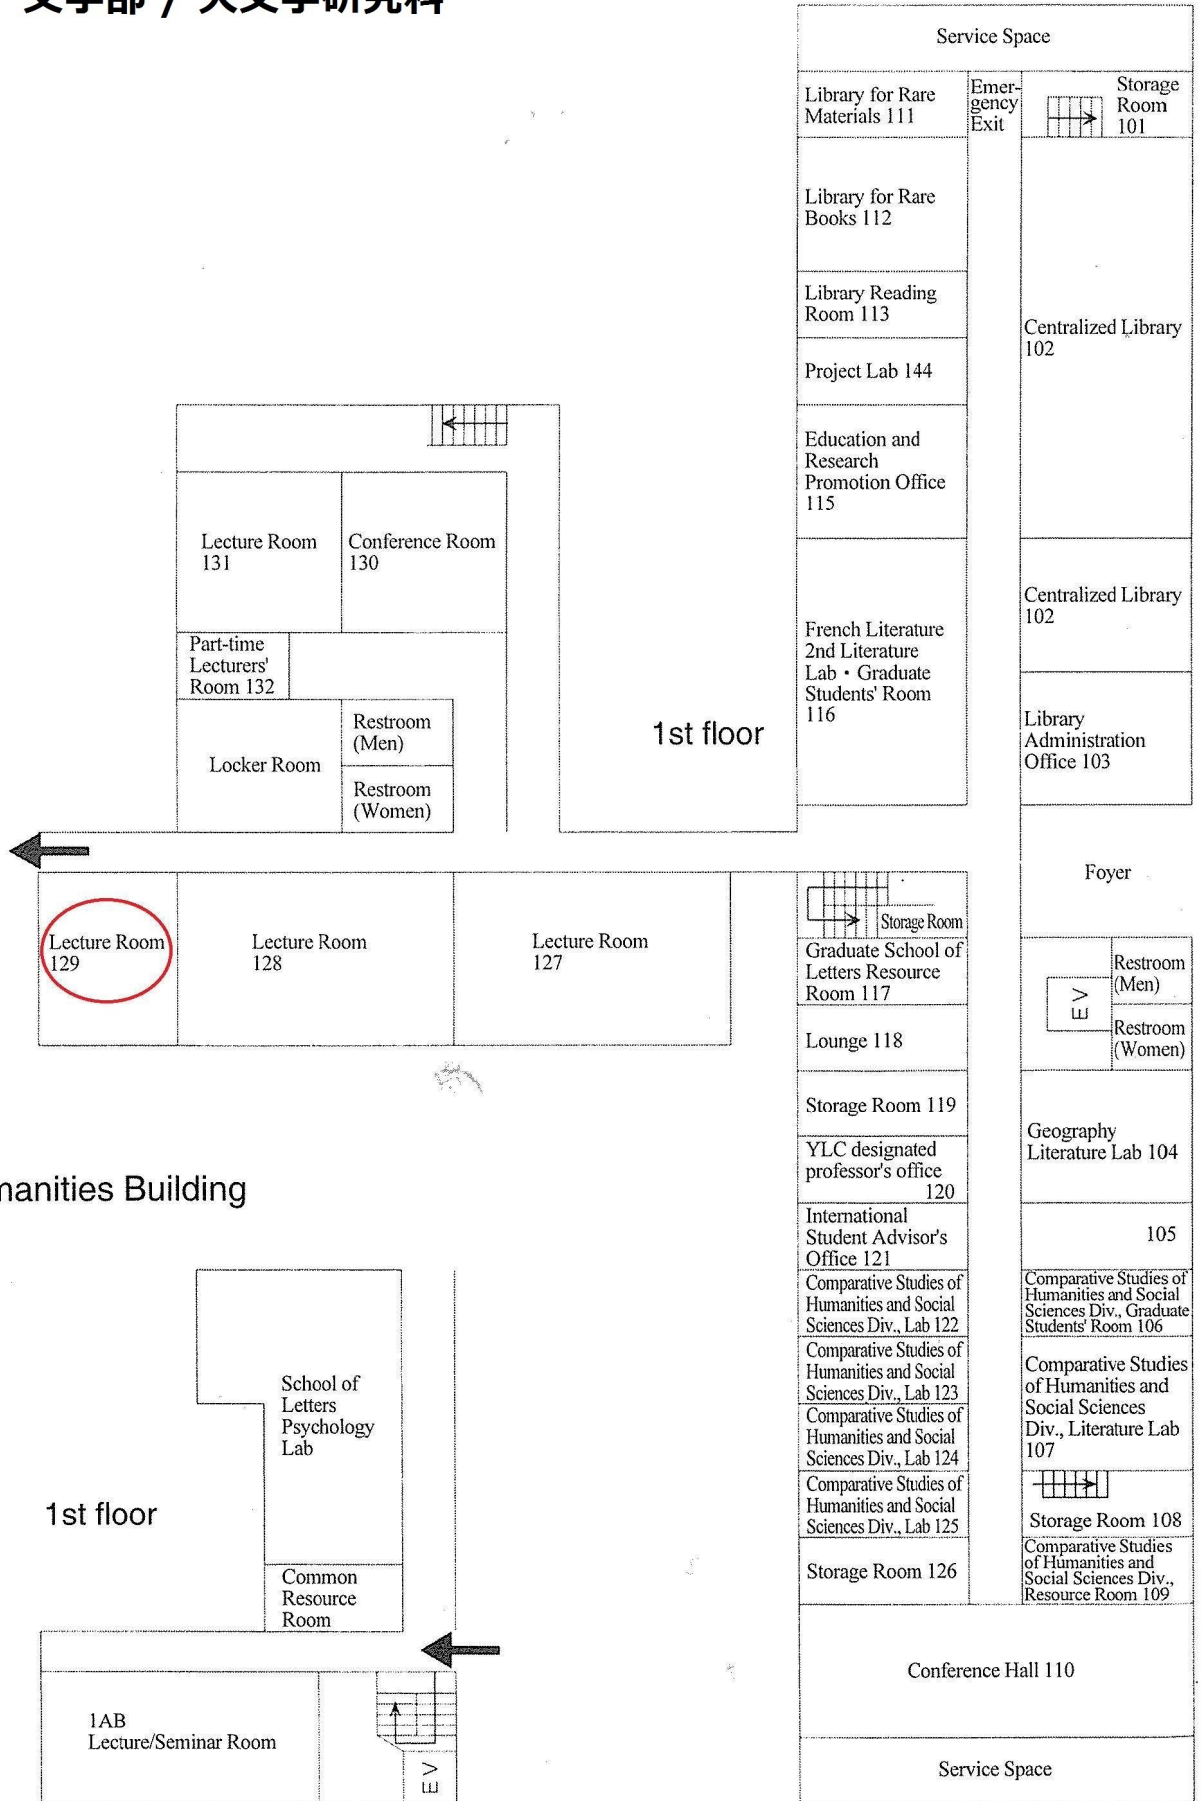 Service Space
Library for Rare
Materials 111
Emer-
gency
Exit
Storage
Room
101
Library for Rare
Books 112
Library Reading
Room 113
Centralized Library
102
Project Lab 144
Education and
Research
Promotion Office
115
Lecture Room
131
Conference Room
130
Centralized Library
102
French Literature
2nd Literature
Lab・Graduate
Students' Room
116
Part-time
Lecturers'
Room 132
Restroom
(Men)
Locker Room
Restroom
(Women)
1st floor
Library
Administration
Office 103
Foyer
Lecture Room
129
Lecture Room
128
Lecture Room
127
Storage Room
Graduate School of
Letters Resource
Room 117
EV
Restroom
(Men)
Restroom
(Women)
Lounge 118
Storage Room 119
Geography
Literature Lab 104
YLC designated
professor's office
120
manities Building
International
Student Advisor's
Office 121
105
Comparative Studies of
Humanities and Social
Sciences Div., Lab 122
Comparative Studies of
Humanities and Social
Sciences Div., Graduate
Students' Room 106
Comparative Studies of
Humanities and Social
Sciences Div., Lab 123
Comparative Studies
of Humanities and
Social Sciences
Div., Literature Lab
107
School of
Letters
Psychology
Lab
Comparative Studies of
Humanities and Social
Sciences Div., Lab 124
Comparative Studies of
Humanities and Social
Sciences Div., Lab 125
Storage Room 108
1st floor
Storage Room 126
Comparative Studies
of Humanities and
Social Sciences Div.,
Resource Room 109
Common
Resource
Room
Conference Hall 110
1AB
Lecture/Seminar Room
EV
Service Space